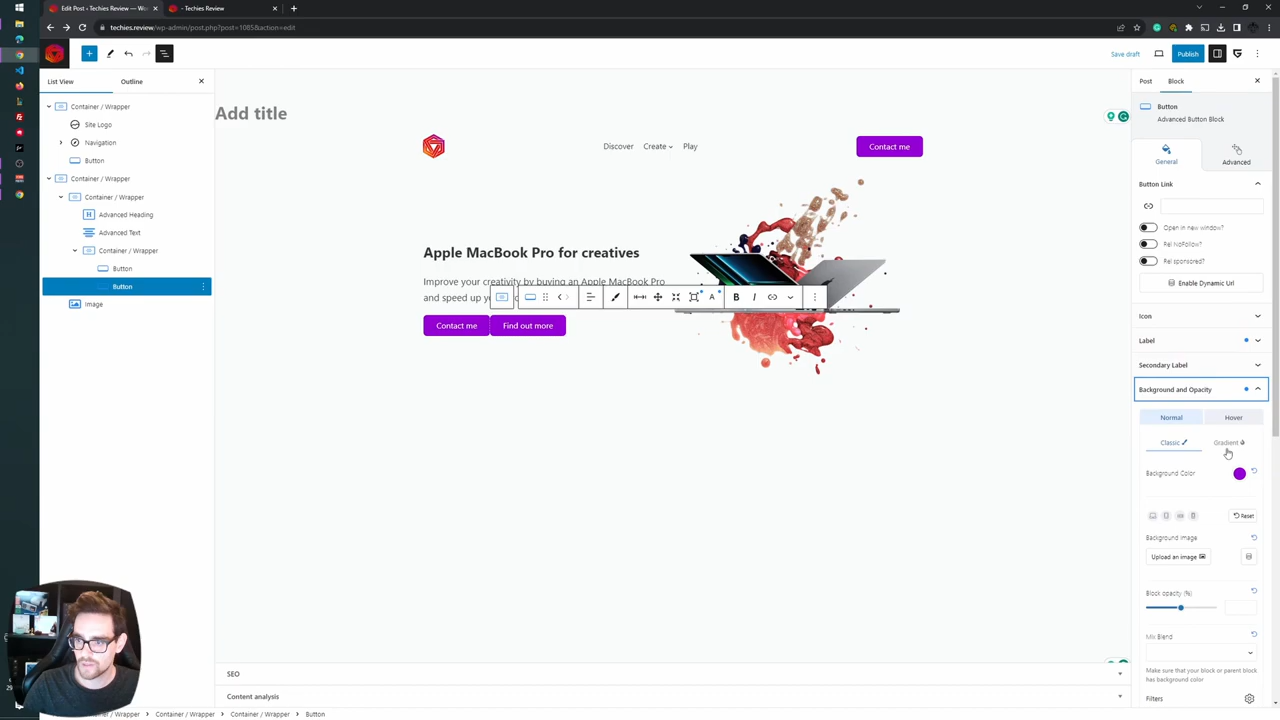 Edit Post ‹ Techies Review — Wo
- Techies Review
techies.review/wp-admin/post.php?post=1085&action=edit
Save draft
Publish
List View
Outline
Container / Wrapper
Site Logo
Navigation
Button
Container / Wrapper
Container / Wrapper
Advanced Heading
Advanced Text
Container / Wrapper
Button
Button
Image
Add title
Discover
Create
Play
Contact me
Apple MacBook Pro for creatives
Improve your creativity by buying an Apple MacBook Pro
and speed up yo
Contact me
Find out more
Post
Block
Button
Advanced Button Block
General
Advanced
Button Link
Open in new window?
Rel NoFollow?
Rel sponsored?
Enable Dynamic Url
Icon
Label
Secondary Label
Background and Opacity
Normal
Hover
Classic
Gradient
Background Color
Reset
Background Image
Upload an image
Block opacity (%)
Mix Blend
Make sure that your block or parent block
has background color
Filters
SEO
Content analysis
Container / Wrapper
Container / Wrapper
Button